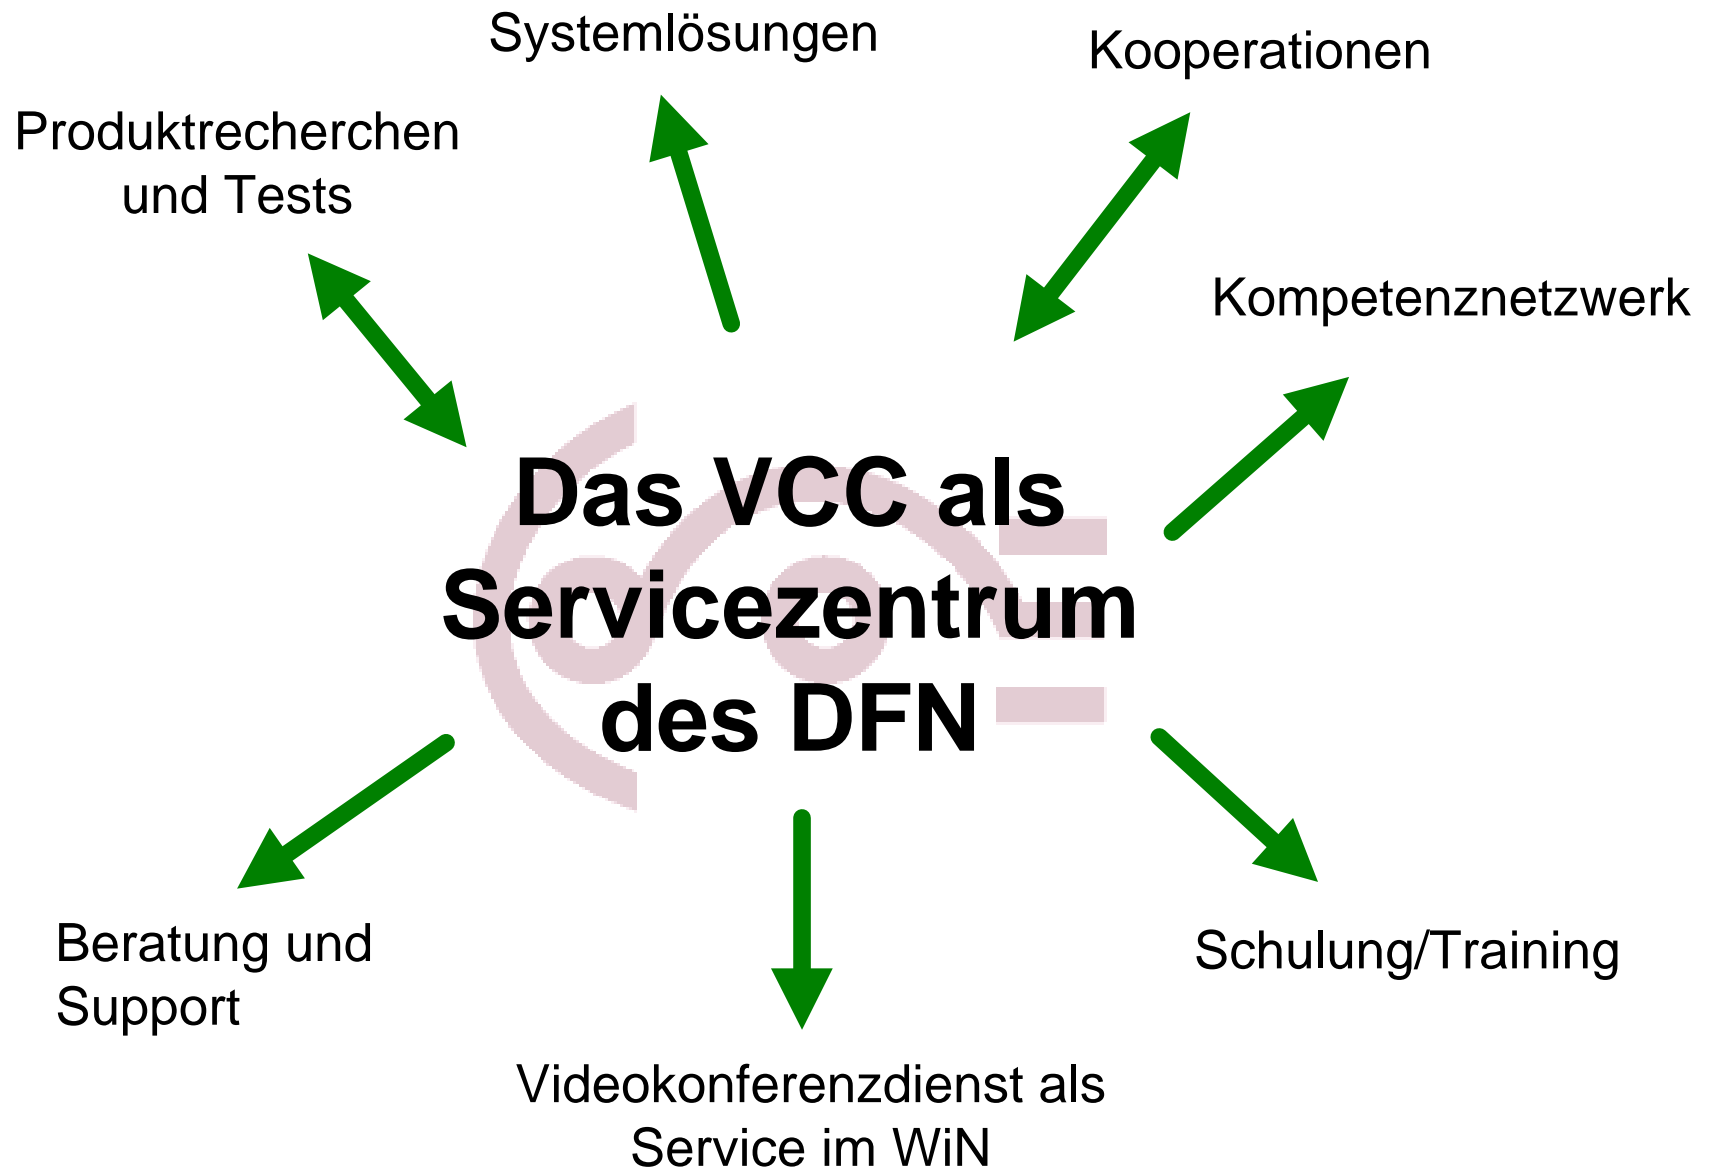 Systemlösungen
Kooperationen
Produktrecherchen
und Tests
Kompetenznetzwerk
Das VCC als
Servicezentrum
des DFN
Beratung und
Support
Schulung/Training
Videokonferenzdienst als
Service im WiN